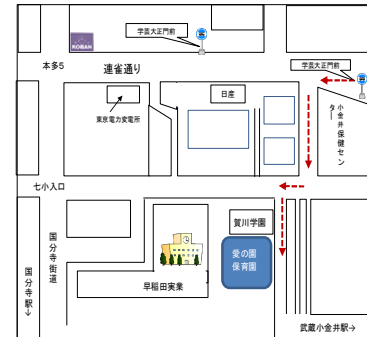 KOBAN
学芸大正門前
学芸大正門前
本多5
連雀通り
日産
東京電力変電所
小金井保健センター
七小入口
賀川学園
国分寺街道
愛の園
保育園
早稲田実業
国分寺駅↓
武蔵小金井駅→